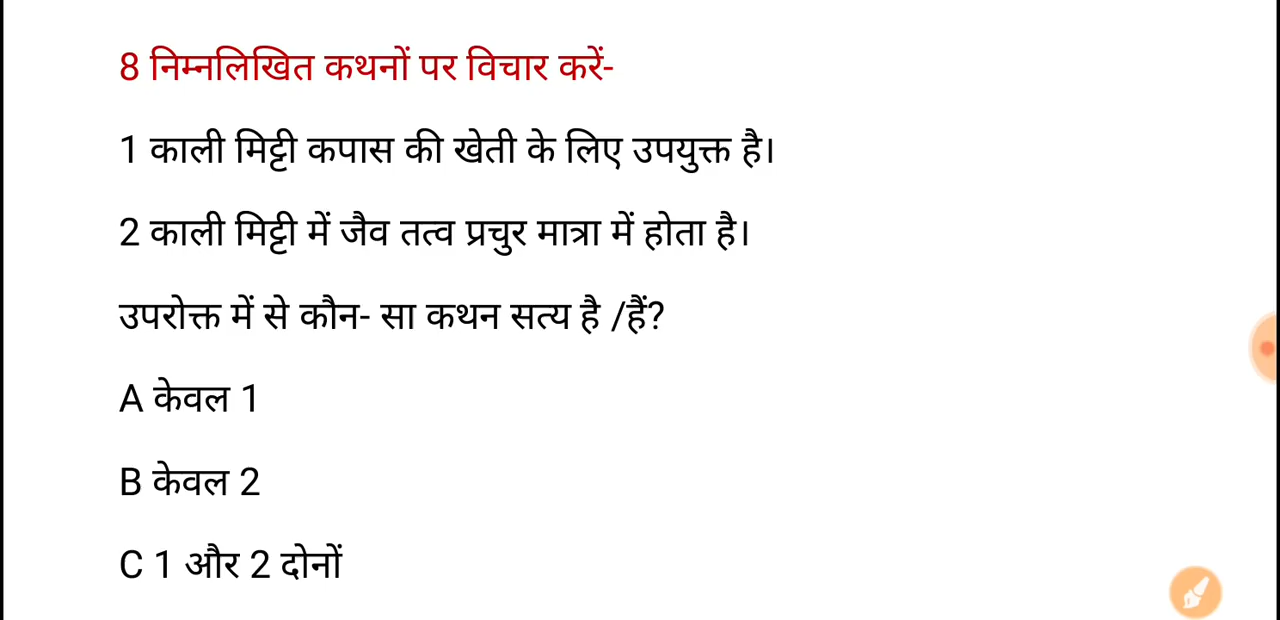 8 निम्नलिखित कथनों पर विचार करें-
1 काली मिट्टी कपास की खेती के लिए उपयुक्त है।
2 काली मिट्टी में जैव तत्व प्रचुर मात्रा में होता है।
उपरोक्त में से कौन- सा कथन सत्य है /हैं?
A केवल 1
B केवल 2
C 1 और 2 दोनों